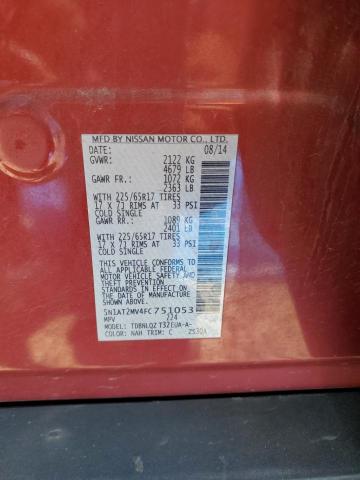 MFD BY NISSAN MOTOR CO., LTD.
DATE: 08/14
GVWR: 2122 KG
4679 LB
GAWR FR.: 1072 KG
2363 LB
WITH 225/65R17 TIRES
17 X 7J RIMS AT 33 PSI
COLD SINGLE
GAWR RR.: 1089 KG
2401 LB
WITH 225/65R17 TIRES
17 X 7J RIMS AT 33 PSI
COLD SINGLE
THIS VEHICLE CONFORMS TO ALL
APPLICABLE FEDERAL
MOTOR VEHICLE SAFETY AND
THEFT PREVENTION
STANDARDS IN EFFECT ON THE
DATE OF MANUFACTURE
SHOWN ABOVE.
5N1AT2MV4FC751053
MPV 224
MODEL: TDBNLQZ T32EUA-A-
COLOR: NAH TRIM: C